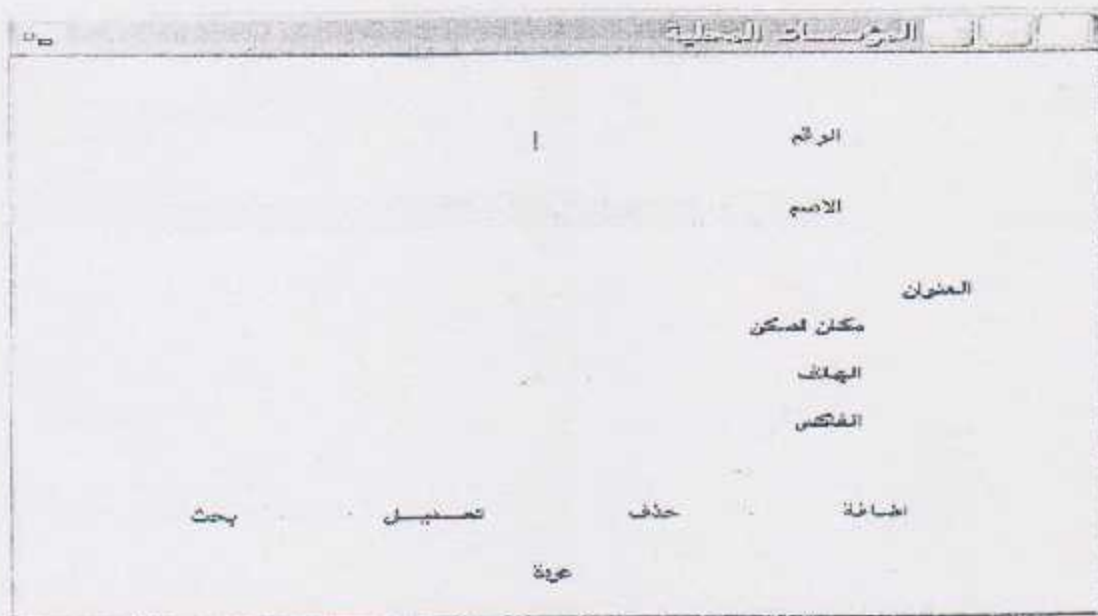 المؤسسات المحلية
الرقم
الاسم
العنوان
مكان السكن
الهاتف
الفاكس
اضافة حذف تعديل بحث
عودة